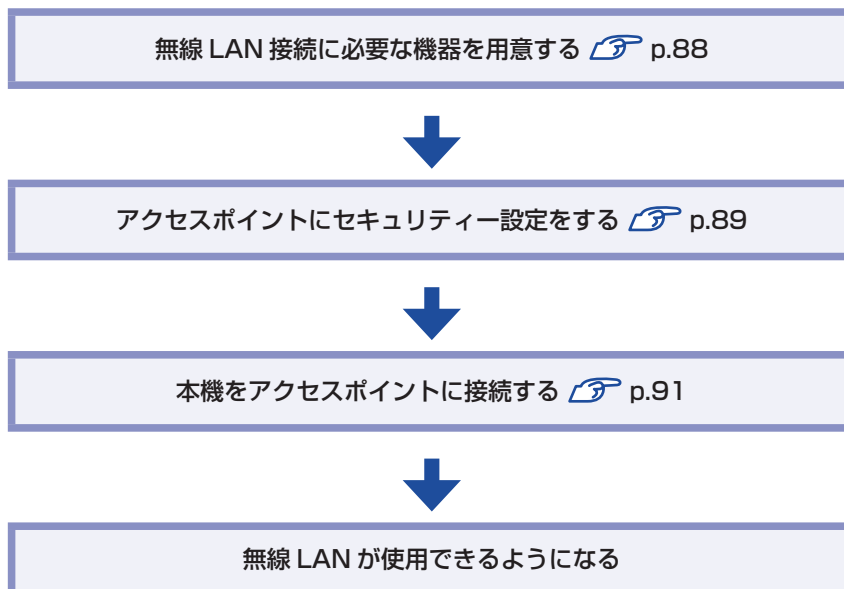 無線 LAN 接続に必要な機器を用意する p.88
アクセスポイントにセキュリティー設定をする p.89
本機をアクセスポイントに接続する p.91
無線 LAN が使用できるようになる